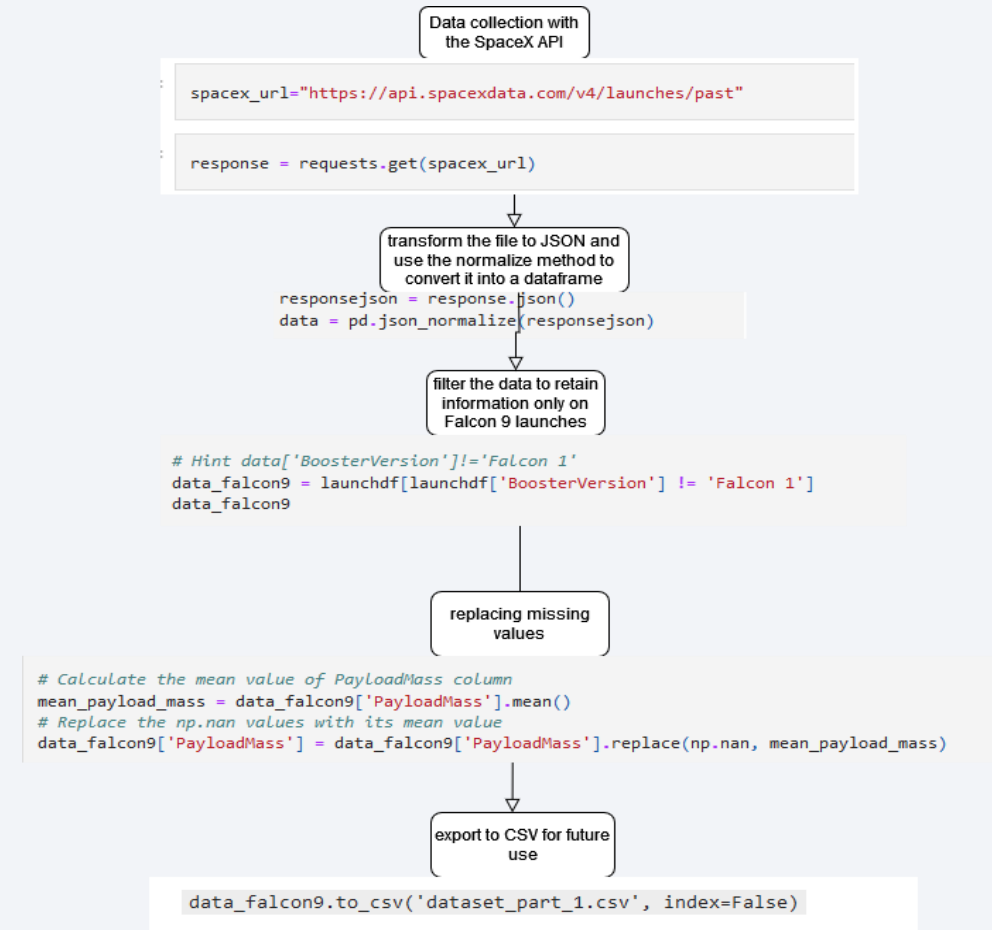 Data collection with
the SpaceX API
spacex_url="https://api.spacexdata.com/v4/launches/past"
response = requests.get(spacex_url)
transform the file to JSON and
use the normalize method to
convert it into a dataframe
responsejson = response.json()
data = pd.json_normalize(responsejson)
filter the data to retain
information only on
Falcon 9 launches
# Hint data['BoosterVersion']!='Falcon 1'
data_falcon9 = launchdf[launchdf['BoosterVersion'] != 'Falcon 1']
data_falcon9
replacing missing
values
# Calculate the mean value of PayloadMass column
mean_payload_mass = data_falcon9['PayloadMass'].mean()
# Replace the np.nan values with its mean value
data_falcon9['PayloadMass'] = data_falcon9['PayloadMass'].replace(np.nan, mean_payload_mass)
export to CSV for future
use
data_falcon9.to_csv('dataset_part_1.csv', index=False)